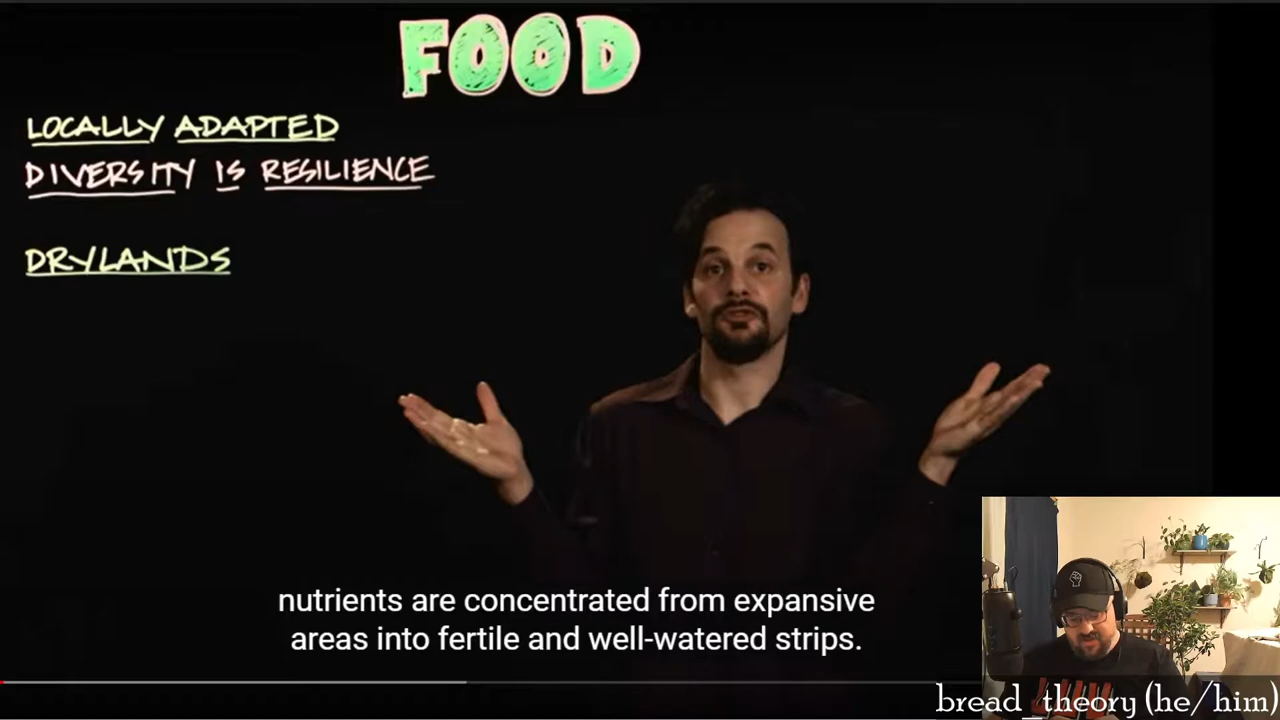 FOOD
LOCALLY ADAPTED
DIVERSITY IS RESILIENCE
DRYLANDS
nutrients are concentrated from expansive
areas into fertile and well-watered strips.
bread_theory (he/him)